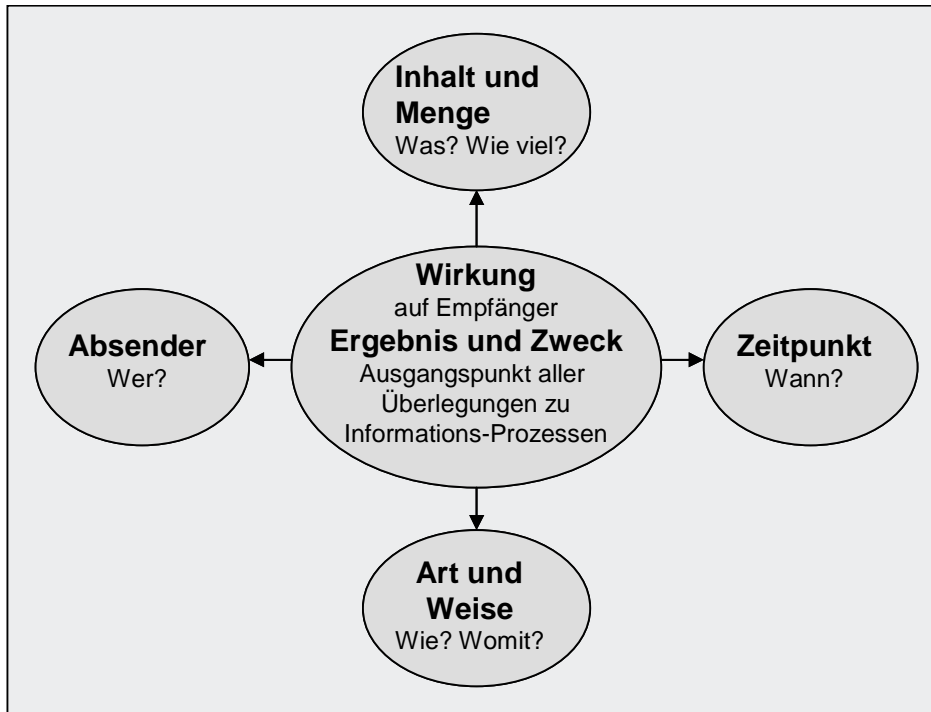 Inhalt und
Menge
Was? Wie viel?
Wirkung
auf Empfänger
Ergebnis und Zweck
Ausgangspunkt aller
Überlegungen zu
Informations-Prozessen
Absender
Wer?
Zeitpunkt
Wann?
Art und
Weise
Wie? Womit?